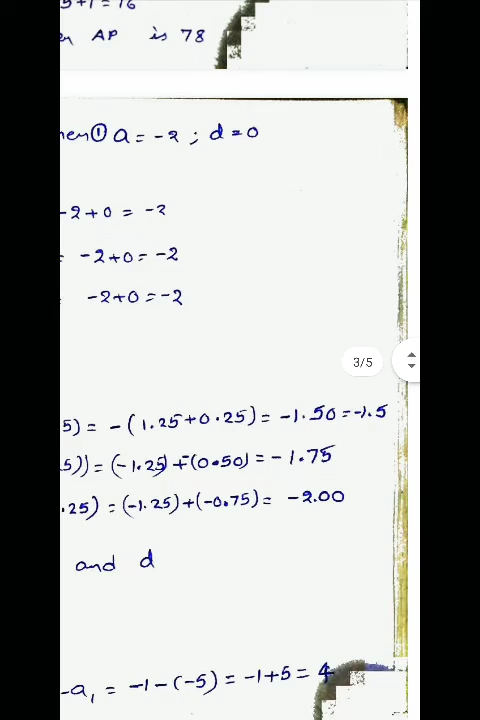 5+1=16
AP is 78
① a = -2 ; d = 0
-2+0 = -2
= -2+0 = -2
= -2+0 = -2
3/5
5) = -(1.25+0.25) = -1.50 = -1.5
5)) = (-1.25)+-(0.50) = -1.75
.25) = (-1.25)+(-0.75) = -2.00
and d
-a₁ = -1-(-5) = -1+5 = 4